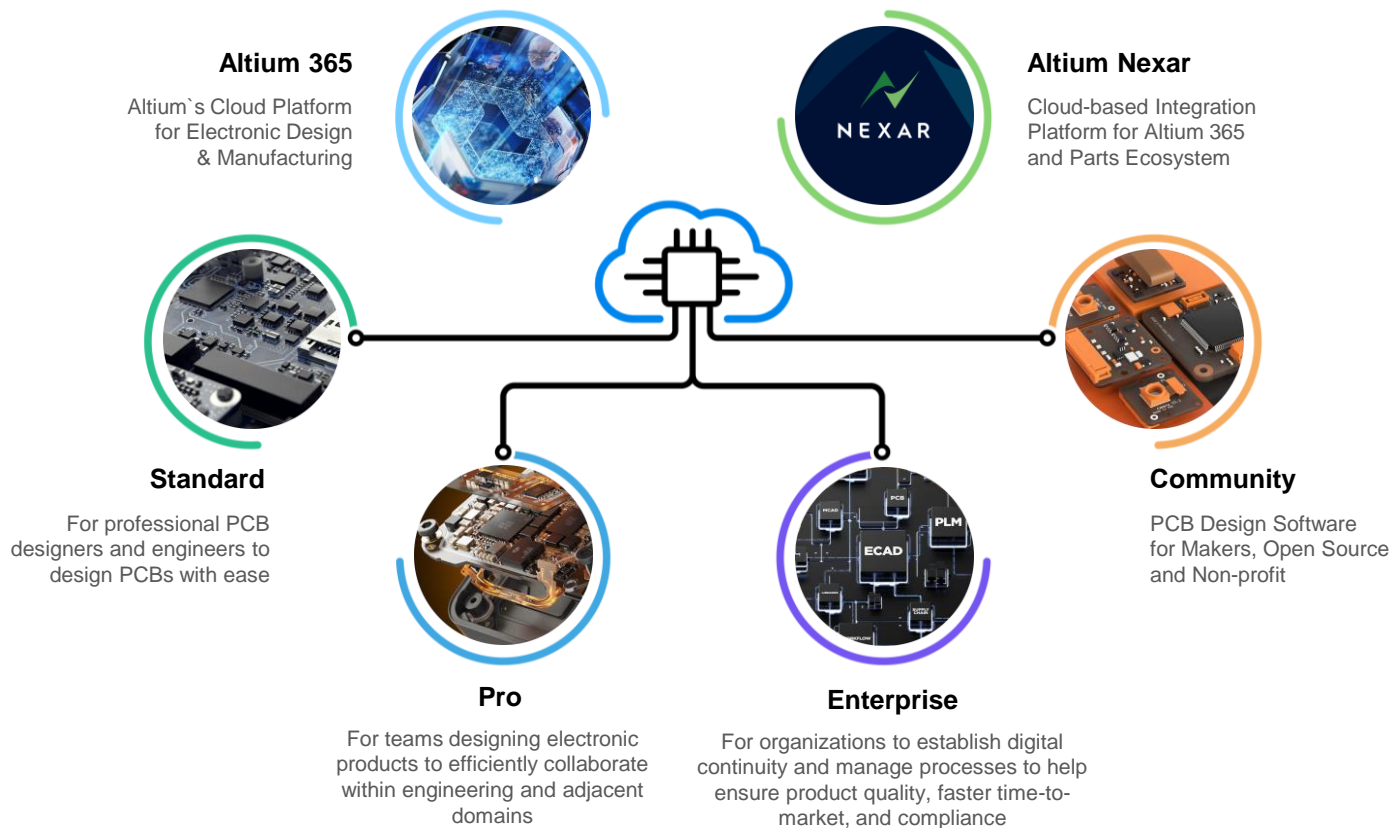 Altium 365
Altium`s Cloud Platform
for Electronic Design
& Manufacturing
NEXAR
Altium Nexar
Cloud-based Integration
Platform for Altium 365
and Parts Ecosystem
Standard
For professional PCB
designers and engineers to
design PCBs with ease
Pro
For teams designing electronic
products to efficiently collaborate
within engineering and adjacent
domains
MCAD
PCB
PLM
ECAD
SUPPLY
CHAIN
Enterprise
For organizations to establish digital
continuity and manage processes to help
ensure product quality, faster time-to-
market, and compliance
Community
PCB Design Software
for Makers, Open Source
and Non-profit